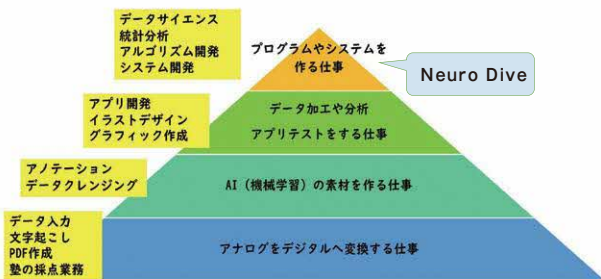 データサイエンス
統計分析
アルゴリズム開発
システム開発
プログラムやシステムを
作る仕事
Neuro Dive
アプリ開発
イラストデザイン
グラフィック作成
データ加工や分析
アプリテストをする仕事
アノテーション
データクレンジング
AI（機械学習）の素材を作る仕事
データ入力
文字起こし
PDF作成
塾の採点業務
アナログをデジタルへ変換する仕事